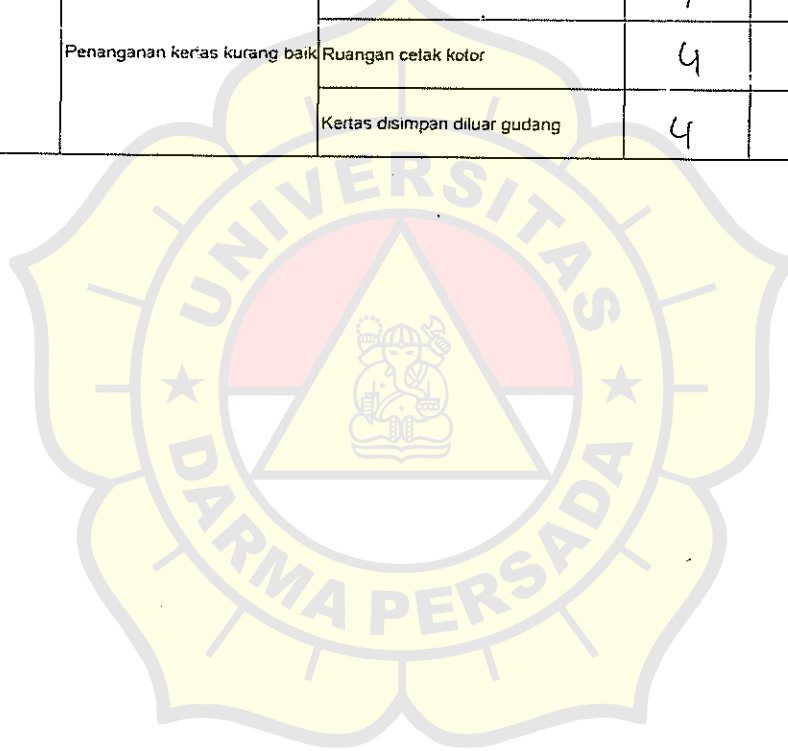 Penanganan kertas kurang baik Ruangan cetak kotor 4
Kertas disimpan diluar gudang 4
UNIVERSITAS
DARMA PERSADA